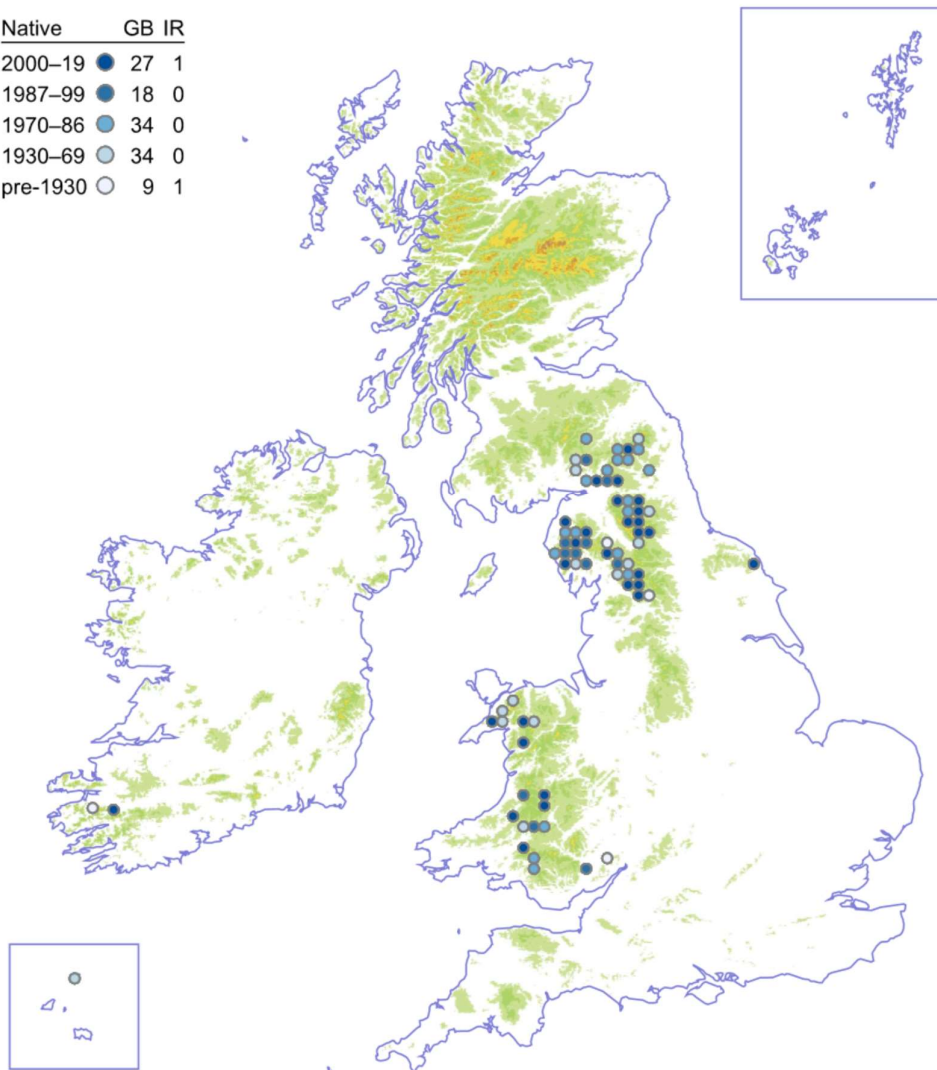 Native GB IR
2000–19 27 1
1987–99 18 0
1970–86 34 0
1930–69 34 0
pre-1930 9 1